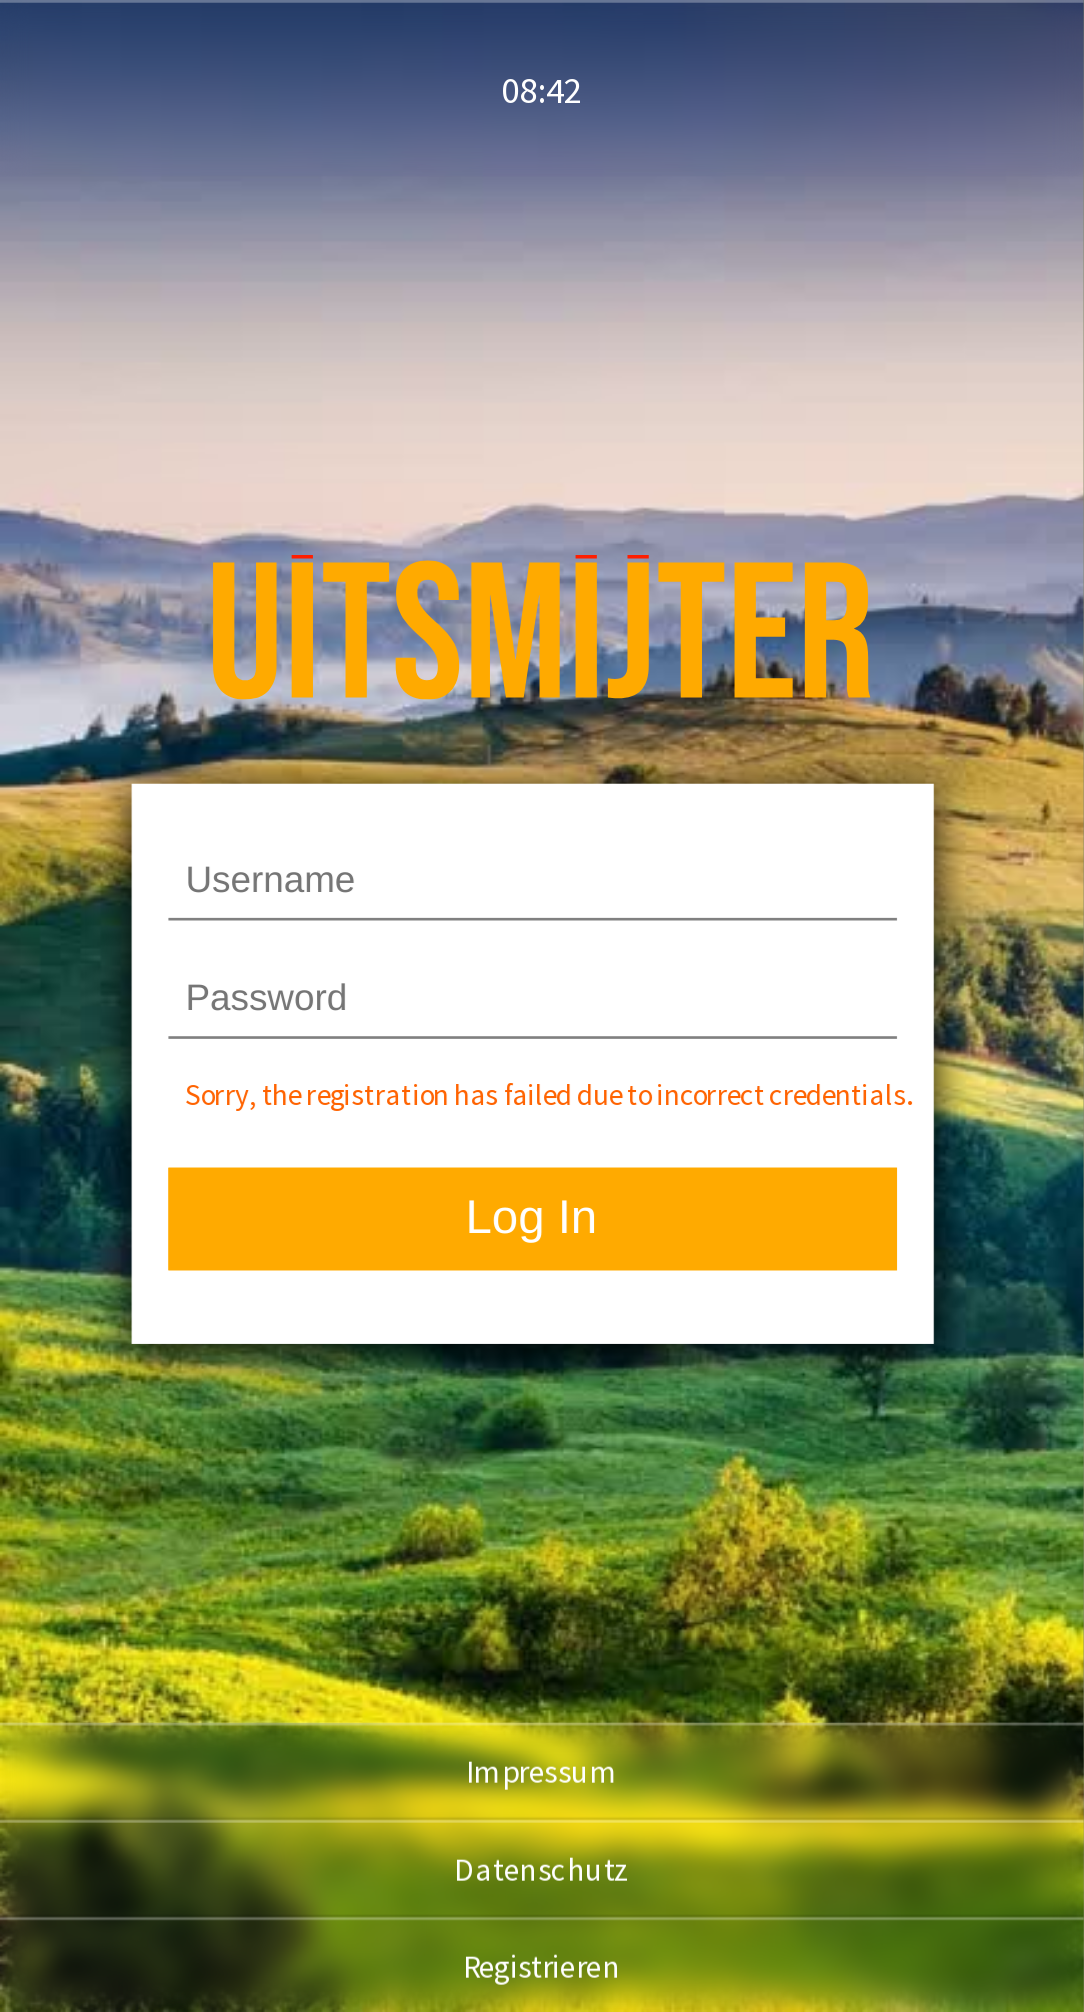 08:42
UITSMIJTER
Username
Password
Sorry, the registration has failed due to incorrect credentials.
Log In
Impressum
Datenschutz
Registrieren